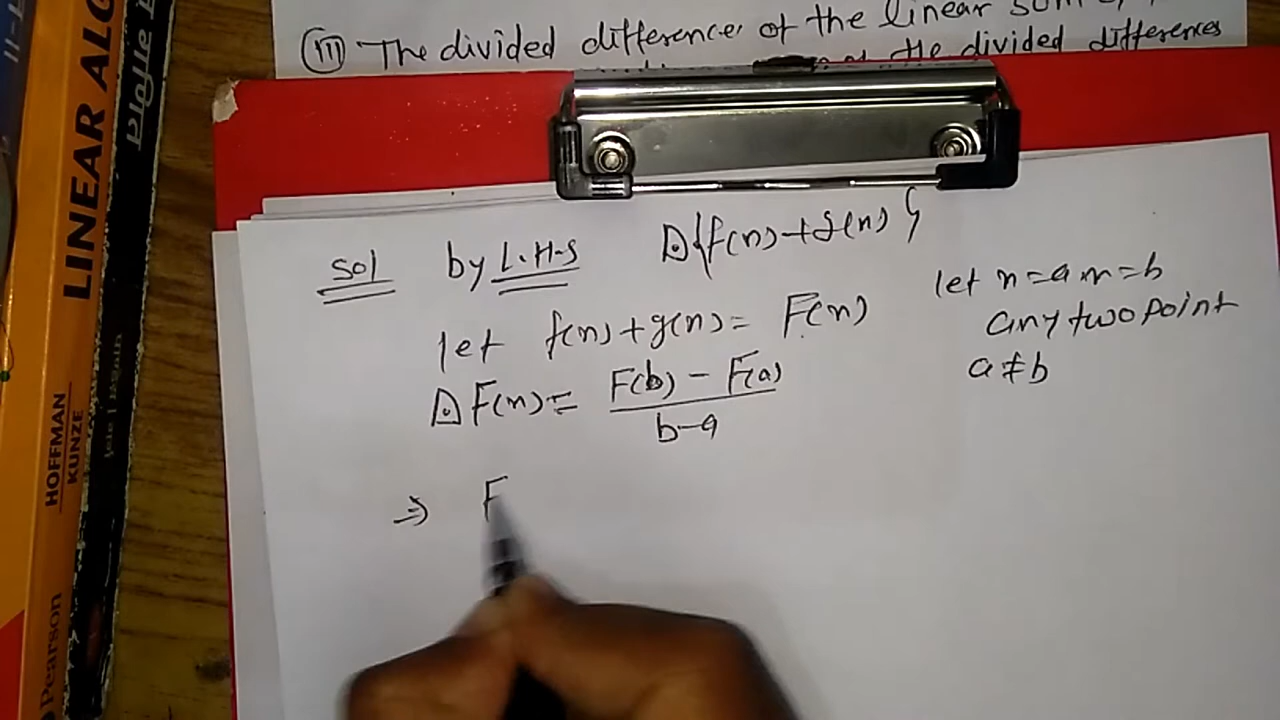 (III) The divided difference of the linear sum
the divided differences
Sol by L.H.S ⍋{f(n)+g(n)}
let n=a n=b
any two point
a≠b
let f(n)+g(n)= F(n)
⍋ F(n)= F(b) - F(a)
b-a
⇒ F
LINEAR ALG
HOFFMAN
KUNZE
Pearson